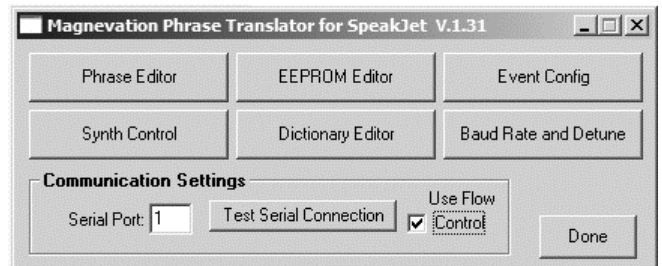 Magnevation Phrase Translator for SpeakJet V.1.31
Phrase Editor EEPROM Editor Event Config
Synth Control Dictionary Editor Baud Rate and Detune
Communication Settings
Serial Port: 1 Test Serial Connection Use Flow
Control
Done